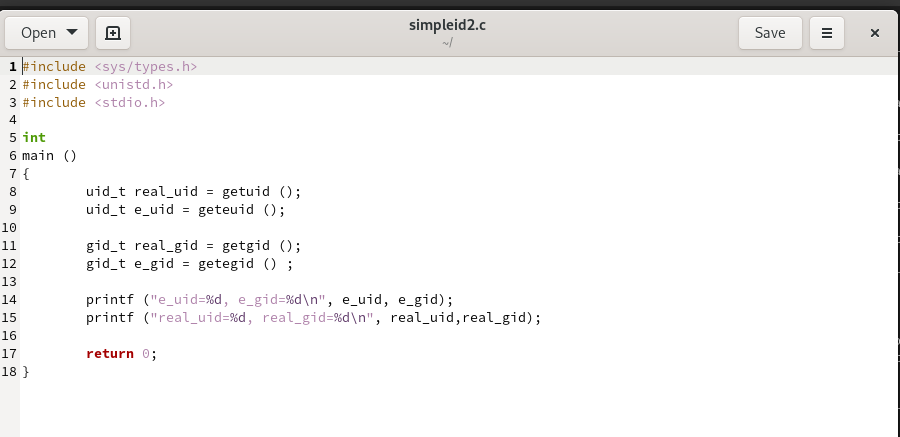 Open
simpleid2.c
~/
Save
1 #include <sys/types.h>
2 #include <unistd.h>
3 #include <stdio.h>
4
5 int
6 main ()
7 {
8         uid_t real_uid = getuid ();
9         uid_t e_uid = geteuid ();
10
11         gid_t real_gid = getgid ();
12         gid_t e_gid = getegid () ;
13
14         printf ("e_uid=%d, e_gid=%d\n", e_uid, e_gid);
15         printf ("real_uid=%d, real_gid=%d\n", real_uid,real_gid);
16
17         return 0;
18 }